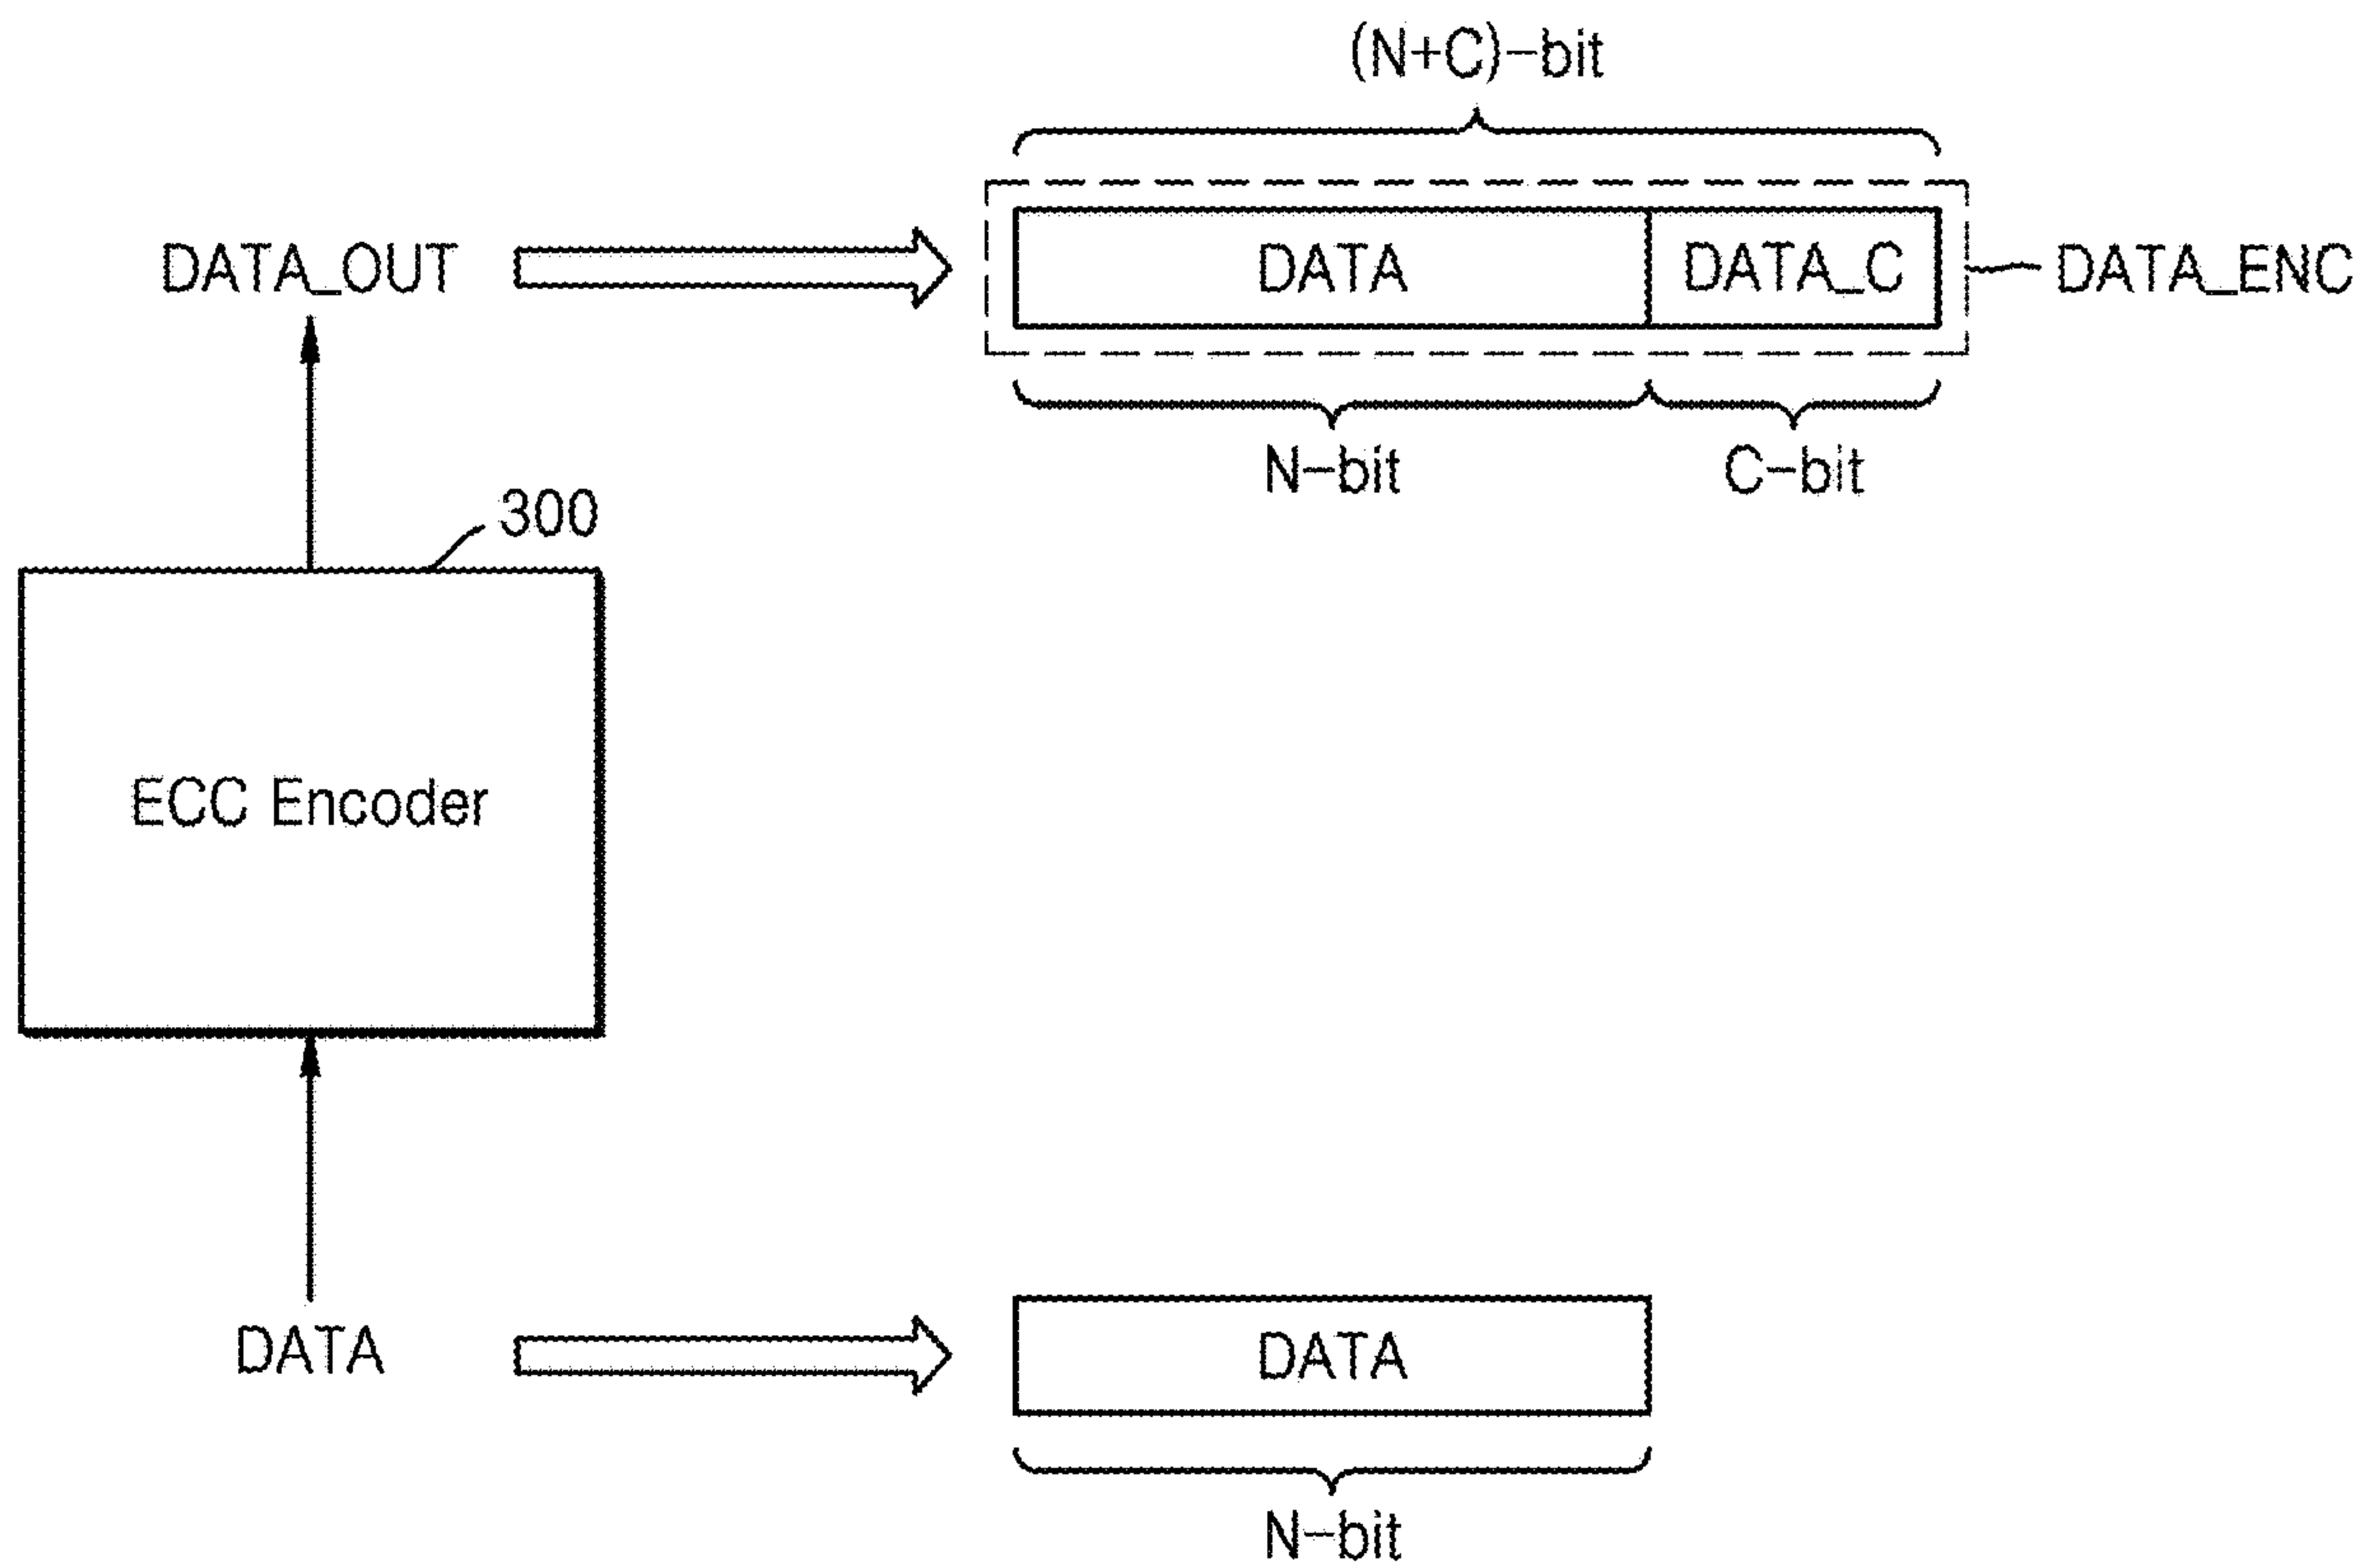 (N+C)-bit
DATA_OUT
DATA
DATA_C
DATA_ENC
N-bit
C-bit
300
ECC Encoder
DATA
DATA
N-bit